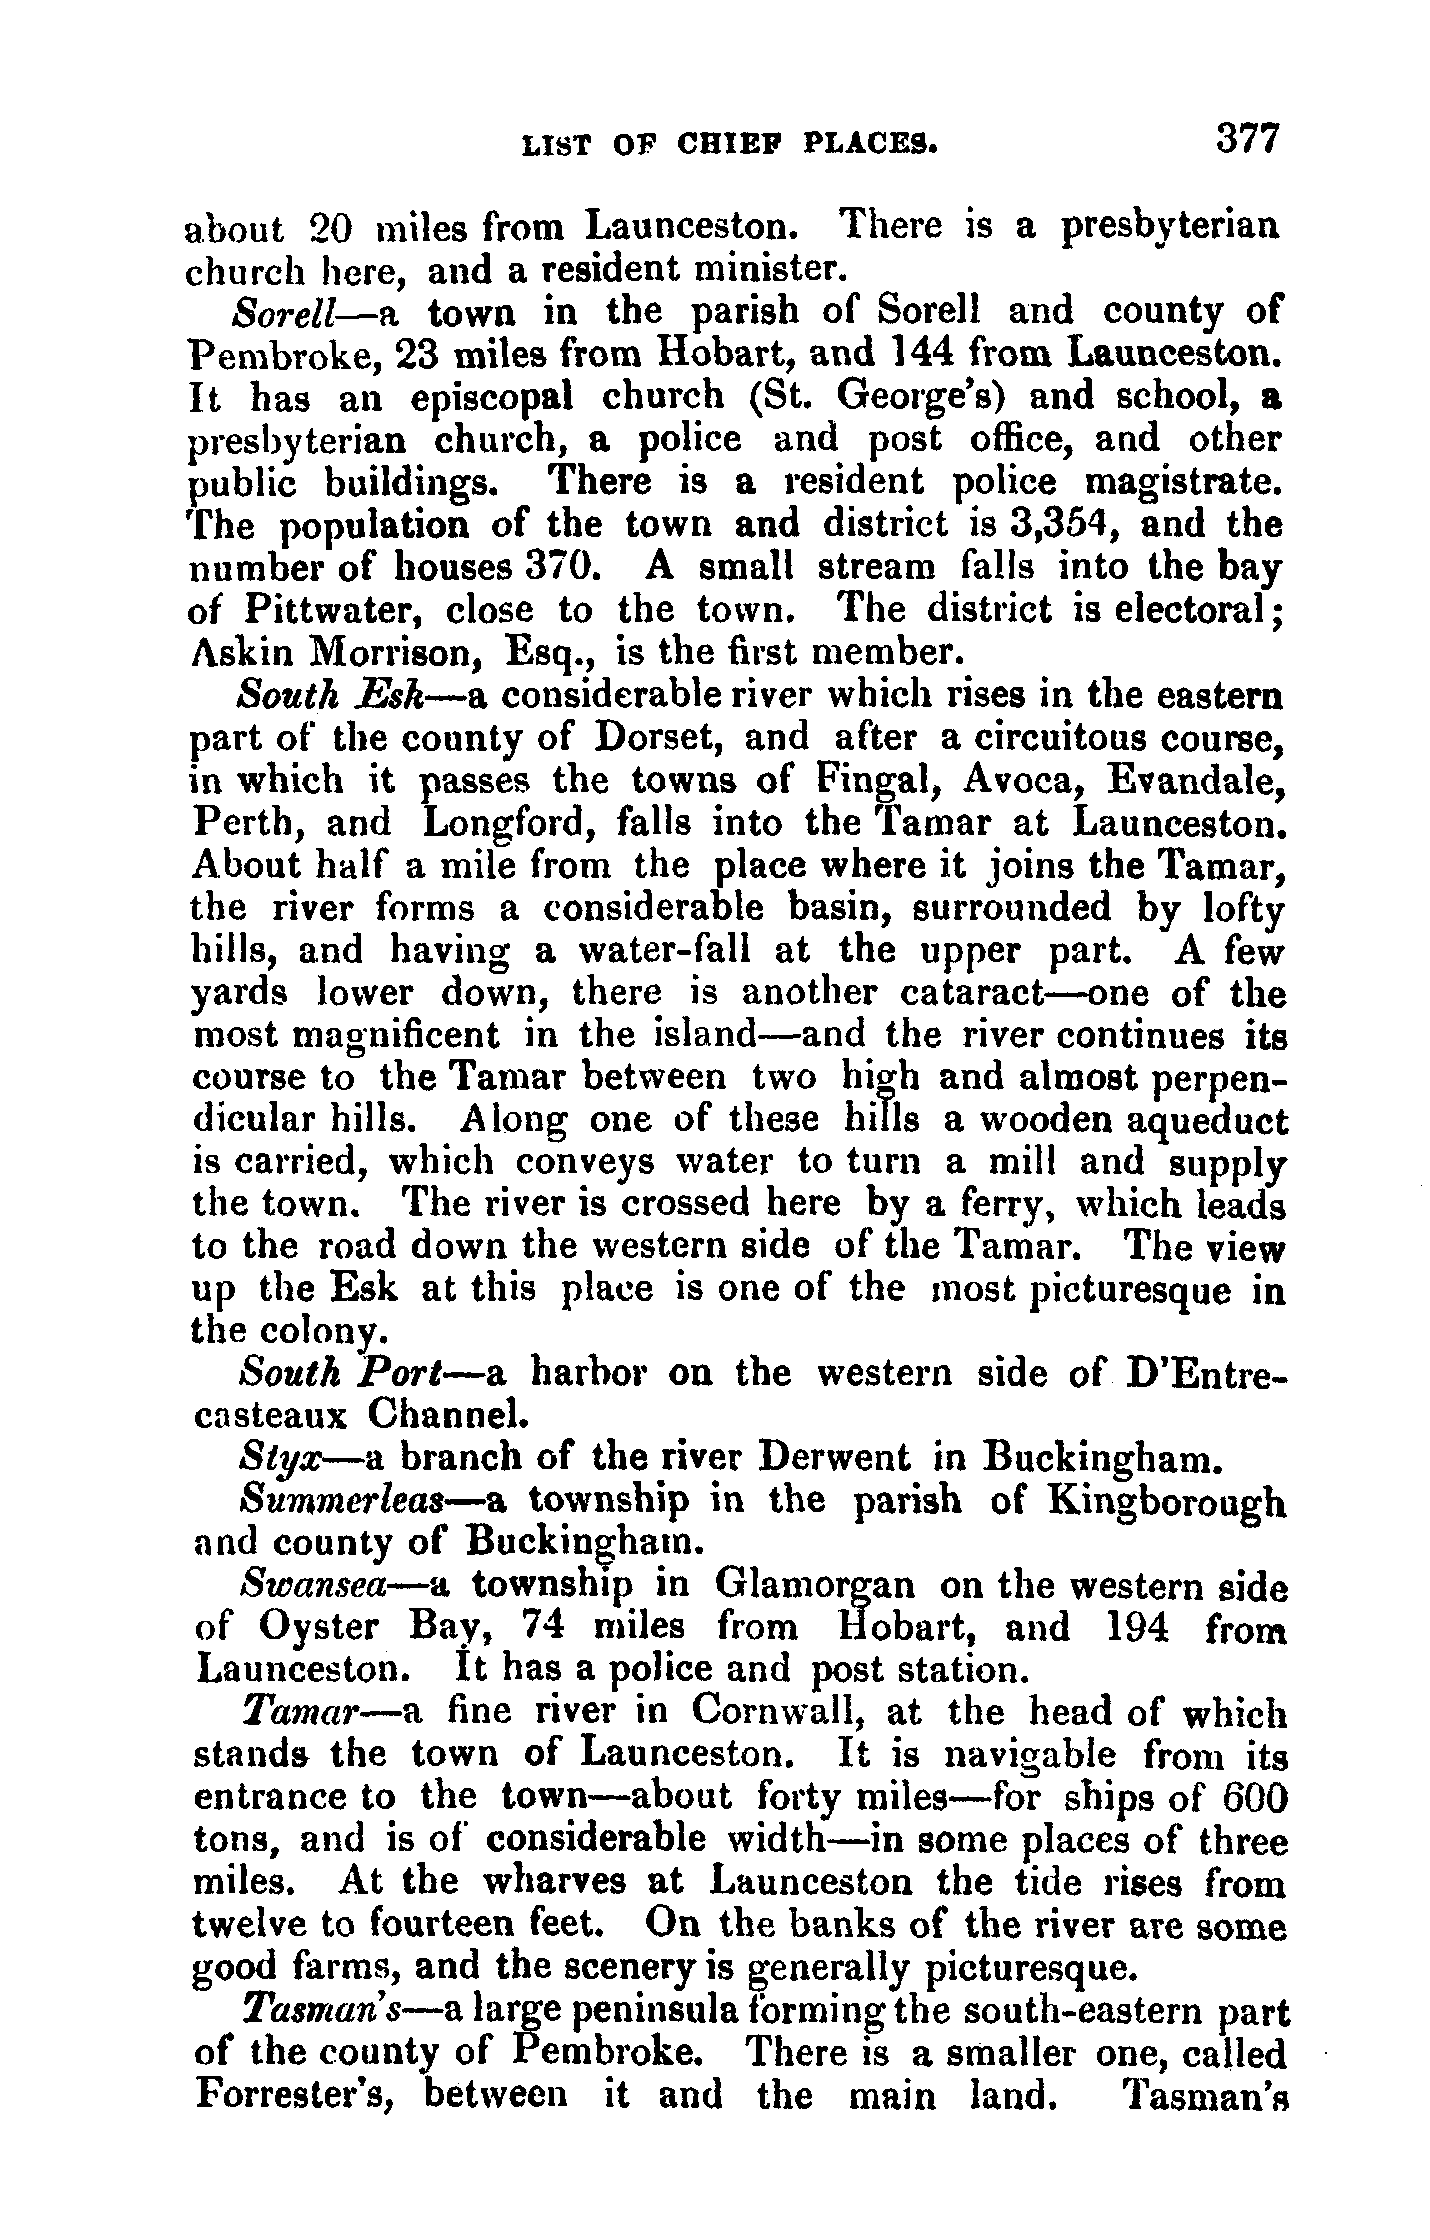 LIST OF CHIEF PLACES. 377
about 20 miles from Launceston. There is a presbyterian
church here, and a resident minister.
Sorell—a town in the parish of Sorell and county of
Pembroke, 23 miles from Hobart, and 144 from Launceston.
It has an episcopal church (St. George's) and school, a
presbyterian church, a police and post office, and other
public buildings. There is a resident police magistrate.
The population of the town and district is 3,354, and the
number of houses 370. A small stream falls into the bay
of Pittwater, close to the town. The district is electoral;
Askin Morrison, Esq., is the first member.
South Esk—a considerable river which rises in the eastern
part of the county of Dorset, and after a circuitous course,
in which it passes the towns of Fingal, Avoca, Evandale,
Perth, and Longford, falls into the Tamar at Launceston.
About half a mile from the place where it joins the Tamar,
the river forms a considerable basin, surrounded by lofty
hills, and having a water-fall at the upper part. A few
yards lower down, there is another cataract—one of the
most magnificent in the island—and the river continues its
course to the Tamar between two high and almost perpen-
dicular hills. Along one of these hills a wooden aqueduct
is carried, which conveys water to turn a mill and supply
the town. The river is crossed here by a ferry, which leads
to the road down the western side of the Tamar. The view
up the Esk at this place is one of the most picturesque in
the colony.
South Port—a harbor on the western side of D'Entre-
casteaux Channel.
Styx—a branch of the river Derwent in Buckingham.
Summerleas—a township in the parish of Kingborough
and county of Buckingham.
Swansea—a township in Glamorgan on the western side
of Oyster Bay, 74 miles from Hobart, and 194 from
Launceston. It has a police and post station.
Tamar—a fine river in Cornwall, at the head of which
stands the town of Launceston. It is navigable from its
entrance to the town—about forty miles—for ships of 600
tons, and is of considerable width—in some places of three
miles. At the wharves at Launceston the tide rises from
twelve to fourteen feet. On the banks of the river are some
good farms, and the scenery is generally picturesque.
Tasman's—a large peninsula forming the south-eastern part
of the county of Pembroke. There is a smaller one, called
Forrester's, between it and the main land. Tasman's